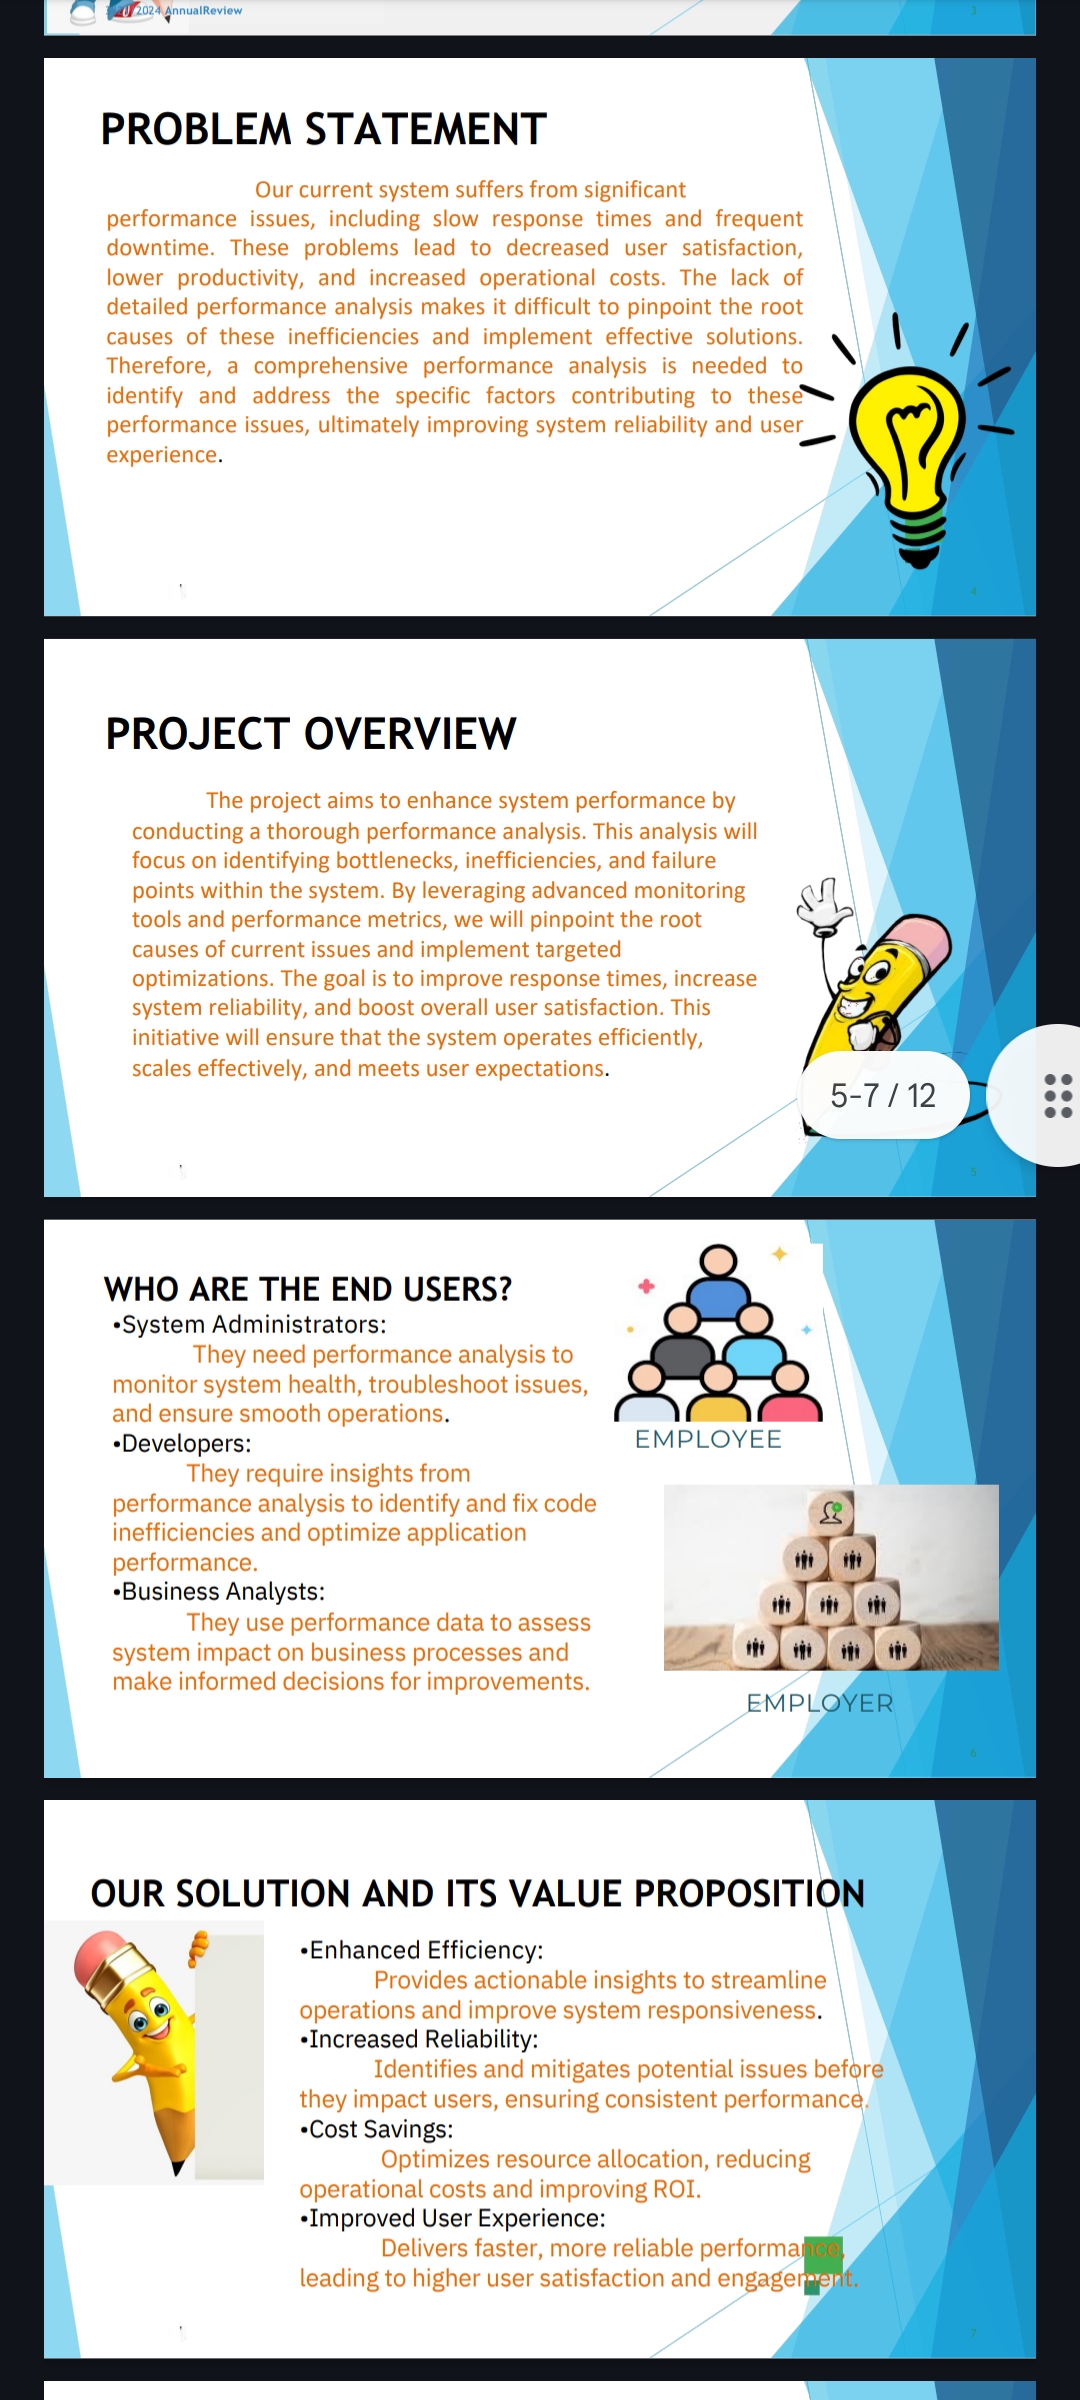 2024 AnnualReview
3
PROBLEM STATEMENT
Our current system suffers from significant
performance issues, including slow response times and frequent
downtime. These problems lead to decreased user satisfaction,
lower productivity, and increased operational costs. The lack of
detailed performance analysis makes it difficult to pinpoint the root
causes of these inefficiencies and implement effective solutions.
Therefore, a comprehensive performance analysis is needed to
identify and address the specific factors contributing to these
performance issues, ultimately improving system reliability and user
experience.
4
PROJECT OVERVIEW
The project aims to enhance system performance by
conducting a thorough performance analysis. This analysis will
focus on identifying bottlenecks, inefficiencies, and failure
points within the system. By leveraging advanced monitoring
tools and performance metrics, we will pinpoint the root
causes of current issues and implement targeted
optimizations. The goal is to improve response times, increase
system reliability, and boost overall user satisfaction. This
initiative will ensure that the system operates efficiently,
scales effectively, and meets user expectations.
5-7 / 12
5
WHO ARE THE END USERS?
•System Administrators:
They need performance analysis to
monitor system health, troubleshoot issues,
and ensure smooth operations.
•Developers:
They require insights from
performance analysis to identify and fix code
inefficiencies and optimize application
performance.
•Business Analysts:
They use performance data to assess
system impact on business processes and
make informed decisions for improvements.
EMPLOYEE
EMPLOYER
6
OUR SOLUTION AND ITS VALUE PROPOSITION
•Enhanced Efficiency:
Provides actionable insights to streamline
operations and improve system responsiveness.
•Increased Reliability:
Identifies and mitigates potential issues before
they impact users, ensuring consistent performance.
•Cost Savings:
Optimizes resource allocation, reducing
operational costs and improving ROI.
•Improved User Experience:
Delivers faster, more reliable performance,
leading to higher user satisfaction and engagement.
7